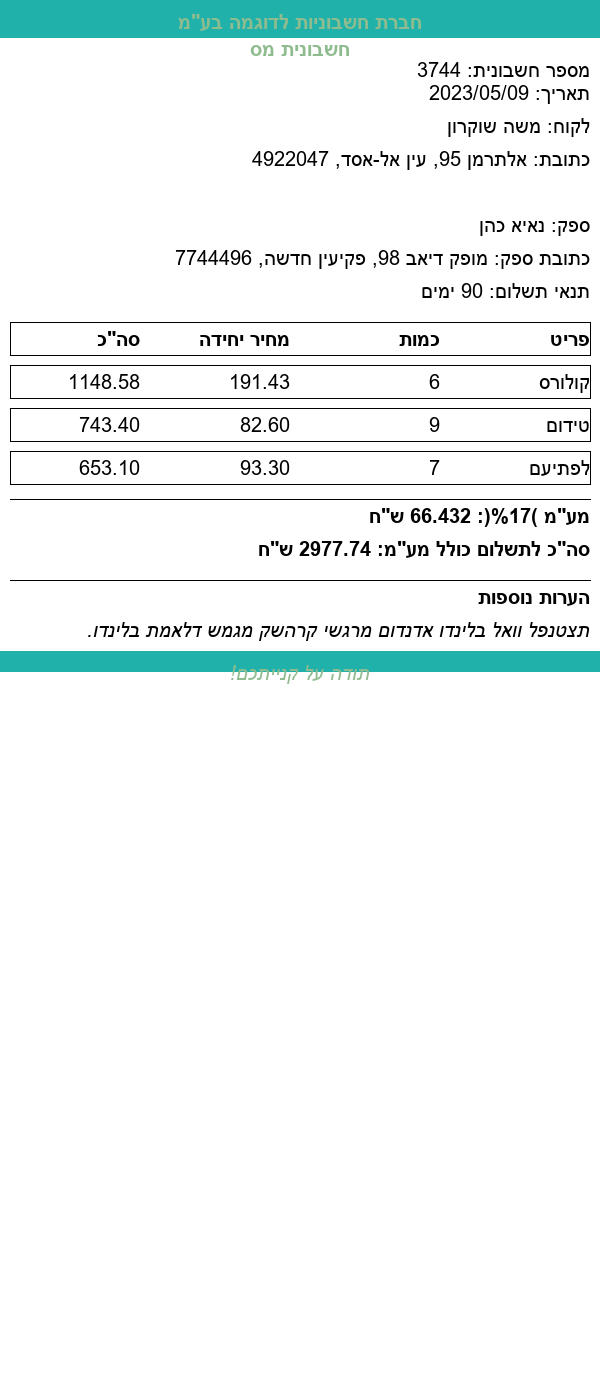 חברת חשבוניות לדוגמה בע"מ
חשבונית מס
מספר חשבונית: 3744
תאריך: 2023/05/09
לקוח: משה שוקרון
כתובת: אלתרמן 95, עין אל-אסד, 4922047
ספק: נאיא כהן
כתובת ספק: מופק דיאב 98, פקיעין חדשה, 7744496
תנאי תשלום: 90 ימים
פריט כמות מחיר יחידה סה"כ
קולורס 6 191.43 1148.58
טידום 9 82.60 743.40
לפתיעם 7 93.30 653.10
מע"מ )17%(: 66.432 ש"ח
סה"כ לתשלום כולל מע"מ: 2977.74 ש"ח
הערות נוספות
תצטנפל וואל בלינדו אדנדום מרגשי קרהשק מגמש דלאמת בלינדו.
תודה על קנייתכם!